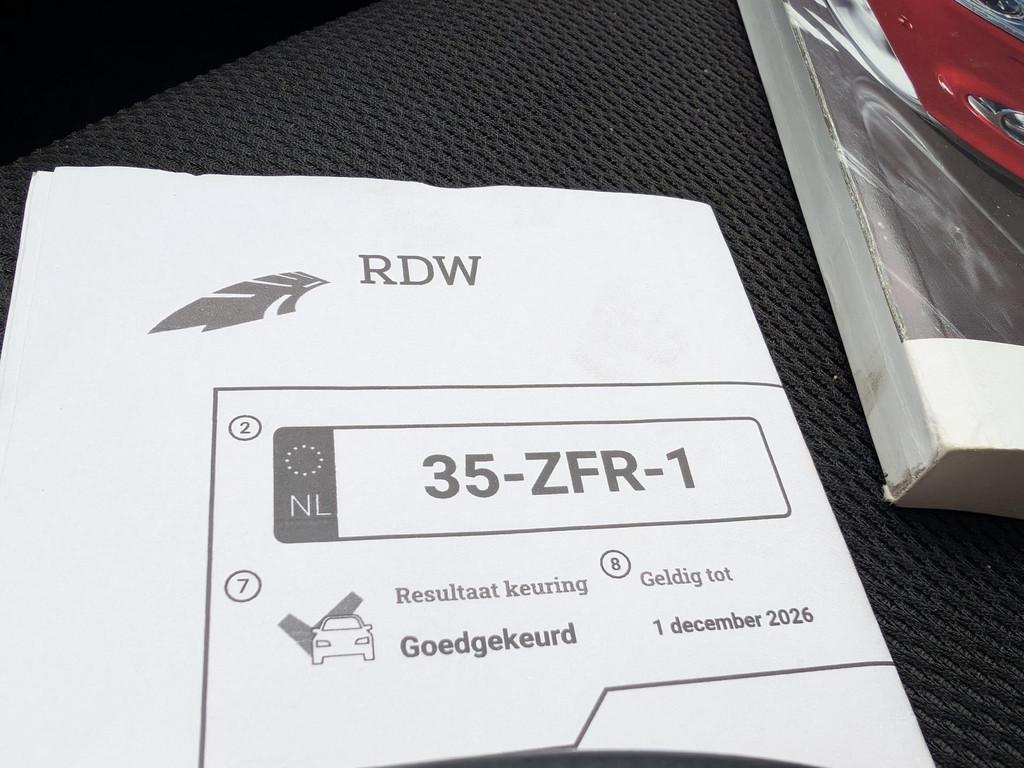 RDW
2
NL
35-ZFR-1
7
Resultaat keuring
Goedgekeurd
8
Geldig tot
1 december 2026